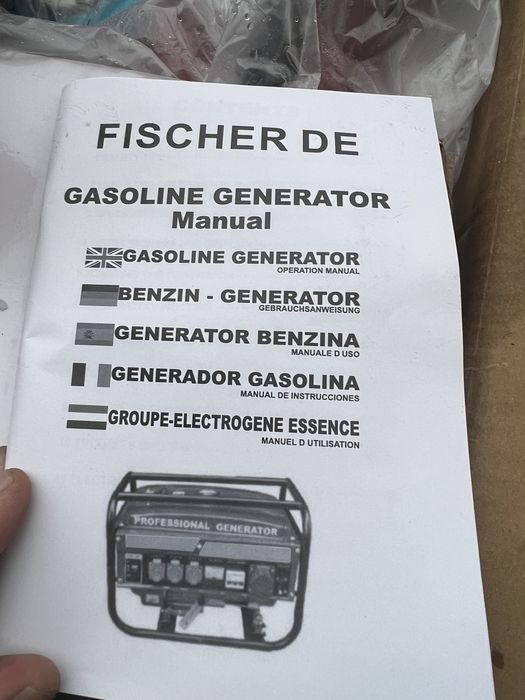 FISCHER DE
GASOLINE GENERATOR
Manual
GASOLINE GENERATOR
OPERATION MANUAL
BENZIN - GENERATOR
GEBRAUCHSANWEISUNG
GENERATOR BENZINA
MANUALE D USO
GENERADOR GASOLINA
MANUAL DE INSTRUCCIONES
GROUPE-ELECTROGENE ESSENCE
MANUEL D UTILISATION
PROFESSIONAL GENERATOR